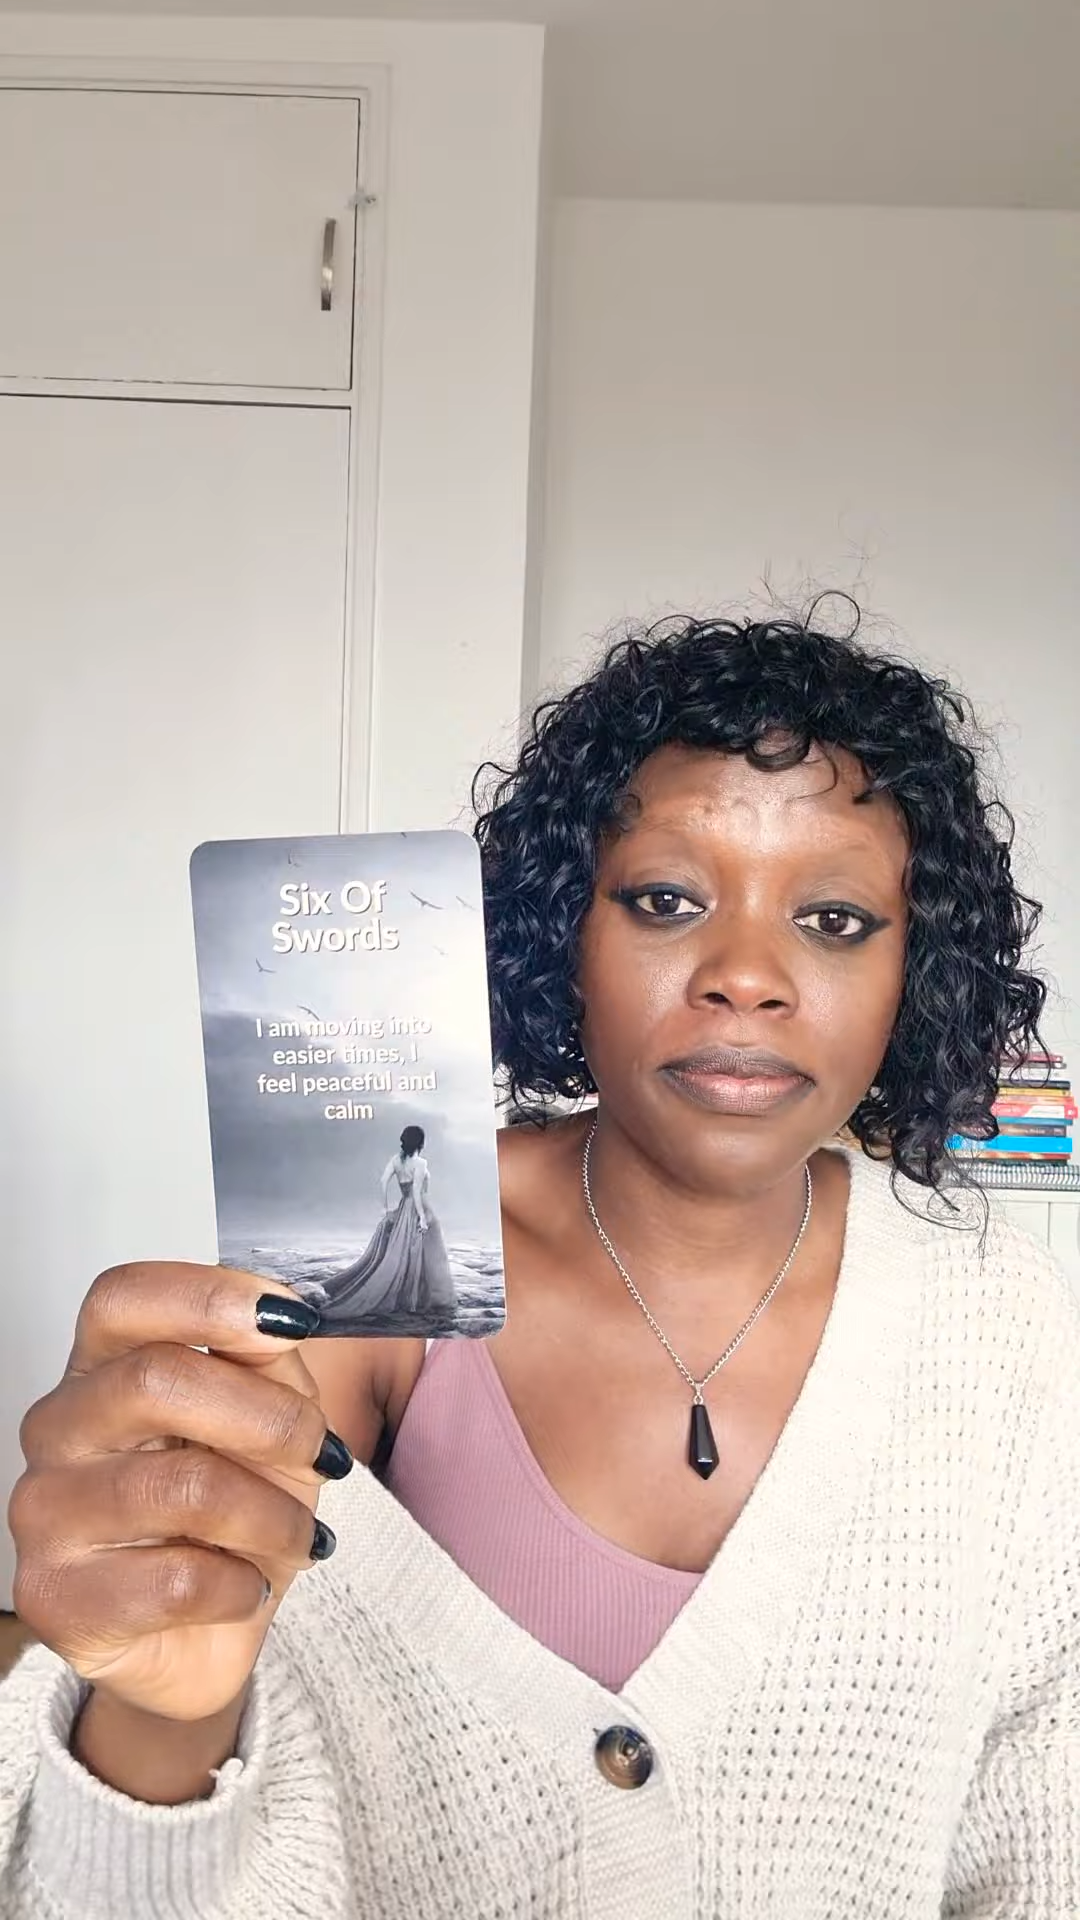 Six Of
Swords
I am moving into
easier times, I
feel peaceful and
calm